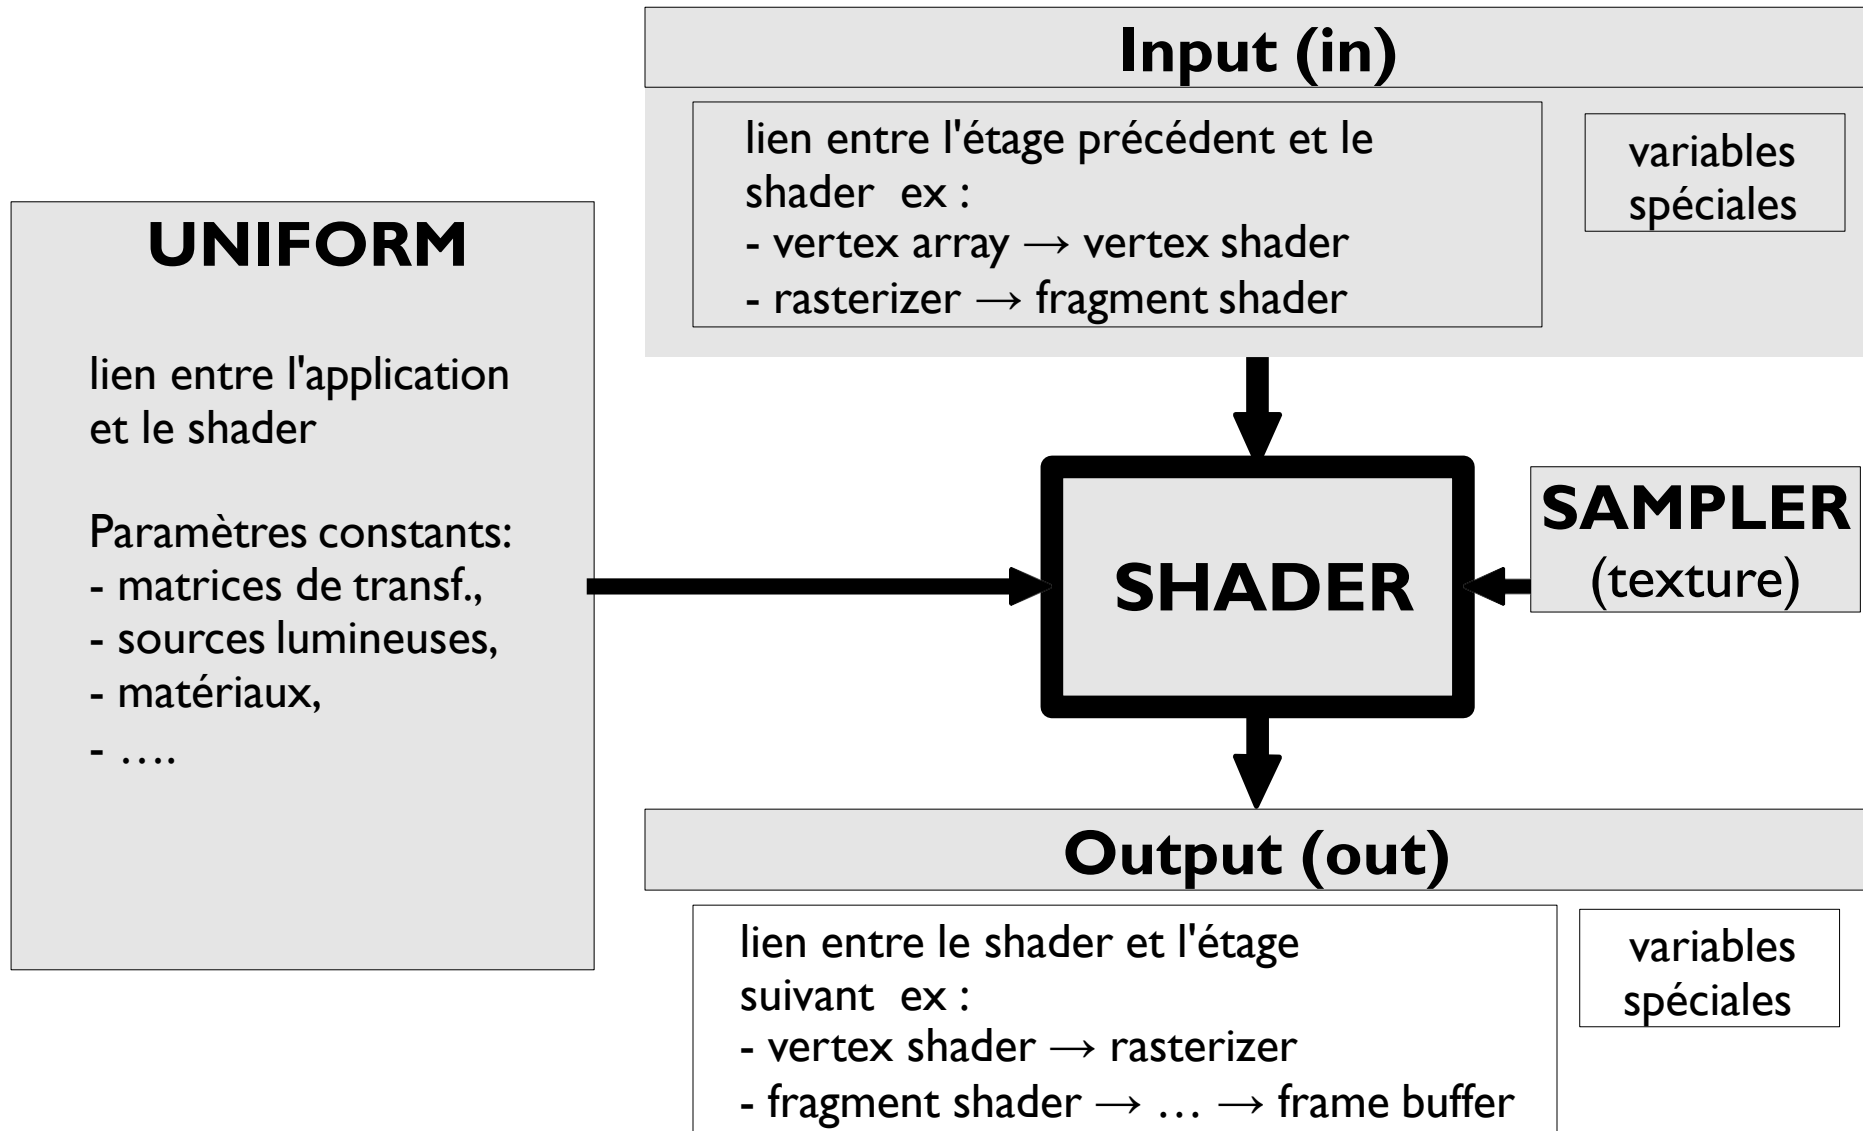 Input (in)
lien entre l'étage précédent et le
shader ex :
- vertex array → vertex shader
- rasterizer → fragment shader
variables
spéciales
UNIFORM
lien entre l'application
et le shader
Paramètres constants:
- matrices de transf.,
- sources lumineuses,
- matériaux,
- ….
SHADER
SAMPLER
(texture)
Output (out)
lien entre le shader et l'étage
suivant ex :
- vertex shader → rasterizer
- fragment shader → … → frame buffer
variables
spéciales